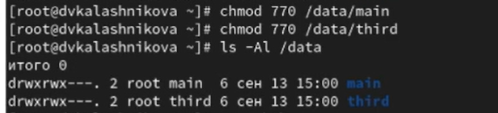 [root@dvkalashnikova ~]# chmod 770 /data/main
[root@dvkalashnikova ~]# chmod 770 /data/third
[root@dvkalashnikova ~]# ls -Al /data
итого 0
drwxrwx---. 2 root main  6 сен 13 15:00 main
drwxrwx---. 2 root third 6 сен 13 15:00 third